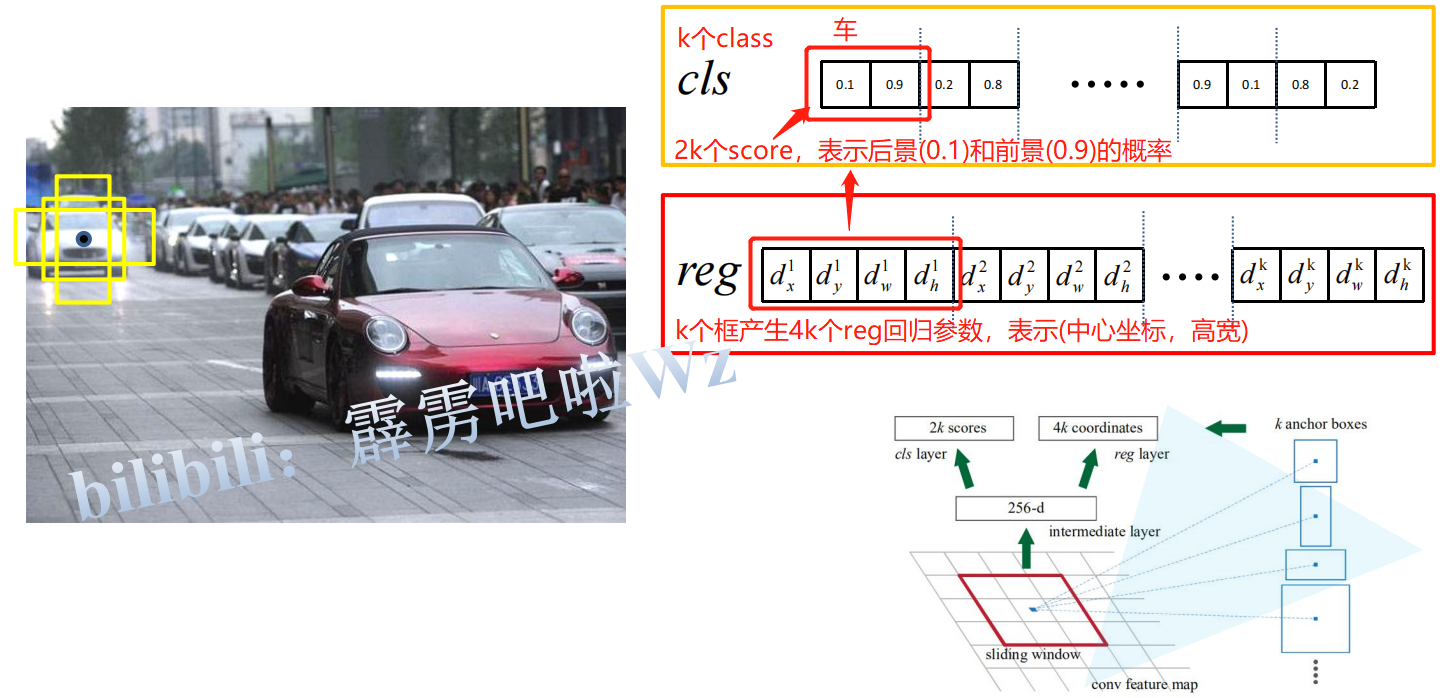 k个class
车
cls
0.1 0.9 0.2 0.8 ····· 0.9 0.1 0.8 0.2
2k个score，表示后景(0.1)和前景(0.9)的概率
reg
d_x^1 d_y^1 d_w^1 d_h^1 d_x^2 d_y^2 d_w^2 d_h^2 ···· d_x^k d_y^k d_w^k d_h^k
k个框产生4k个reg回归参数，表示(中心坐标，高宽)
bilibili：霹雳吧啦Wz
2k scores
4k coordinates
k anchor boxes
cls layer
reg layer
256-d
intermediate layer
sliding window
conv feature map